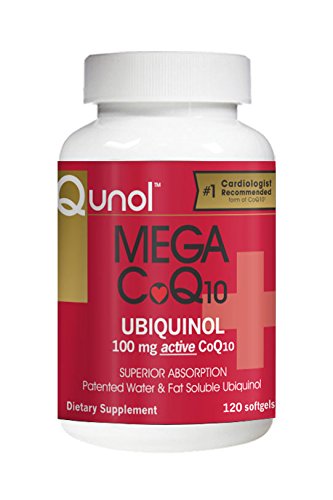 Qunol™
#1 Cardiologist
Recommended
form of CoQ10!
MEGA
CoQ10
UBIQUINOL
100 mg active CoQ10
SUPERIOR ABSORPTION
Patented Water & Fat Soluble Ubiquinol
Dietary Supplement
120 softgels